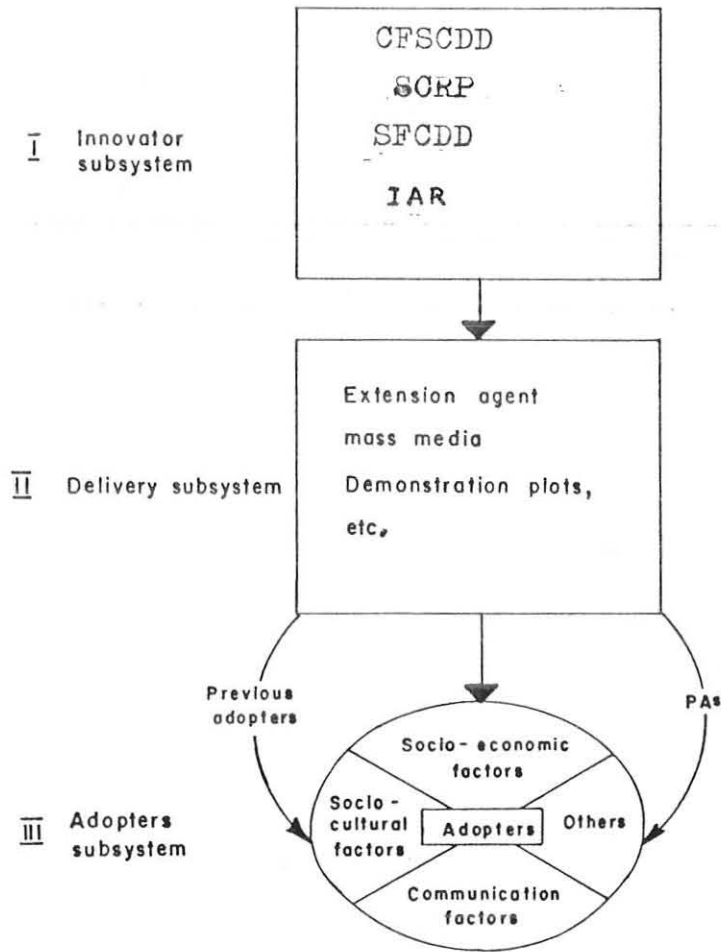 CFSCDD
SCRP
SFCDD
IAR
I Innovator
subsystem
Extension agent
mass media
Demonstration plots,
etc.
II Delivery subsystem
Previous
adopters
PAs
Socio-economic
factors
Socio-
cultural
factors
Adopters
Others
Communication
factors
III Adopters
subsystem